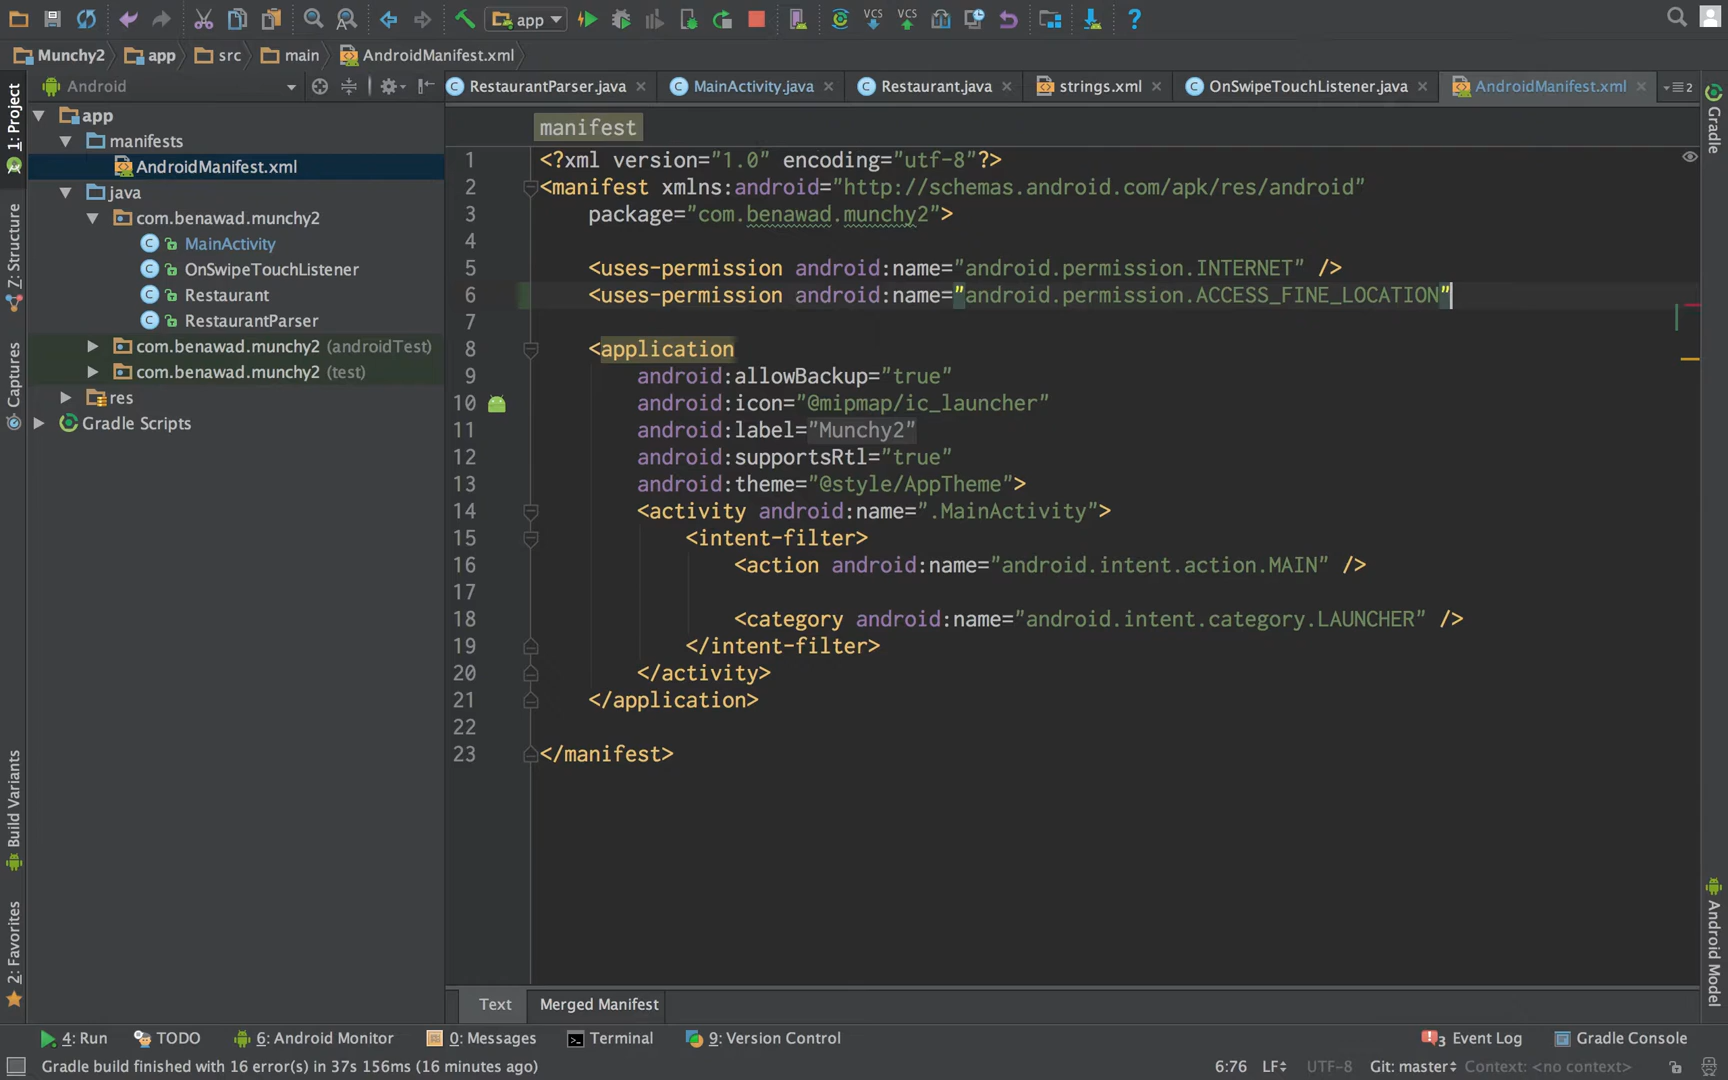 app
Munchy2 app src main AndroidManifest.xml
Android
RestaurantParser.java MainActivity.java Restaurant.java strings.xml OnSwipeTouchListener.java AndroidManifest.xml 2
1: Project
Z: Structure
Captures
Build Variants
2: Favorites
app
manifests
AndroidManifest.xml
java
com.benawad.munchy2
MainActivity
OnSwipeTouchListener
Restaurant
RestaurantParser
com.benawad.munchy2 (androidTest)
com.benawad.munchy2 (test)
res
Gradle Scripts
manifest
1 <?xml version="1.0" encoding="utf-8"?>
2 <manifest xmlns:android="http://schemas.android.com/apk/res/android"
3 package="com.benawad.munchy2">
4
5 <uses-permission android:name="android.permission.INTERNET" />
6 <uses-permission android:name="android.permission.ACCESS_FINE_LOCATION"
7
8 <application
9 android:allowBackup="true"
10 android:icon="@mipmap/ic_launcher"
11 android:label="Munchy2"
12 android:supportsRtl="true"
13 android:theme="@style/AppTheme">
14 <activity android:name=".MainActivity">
15 <intent-filter>
16 <action android:name="android.intent.action.MAIN" />
17
18 <category android:name="android.intent.category.LAUNCHER" />
19 </intent-filter>
20 </activity>
21 </application>
22
23 </manifest>
Gradle
Android Model
Text Merged Manifest
4: Run TODO 6: Android Monitor 0: Messages Terminal 9: Version Control 3 Event Log Gradle Console
Gradle build finished with 16 error(s) in 37s 156ms (16 minutes ago) 6:76 LF UTF-8 Git: master Context: <no context>